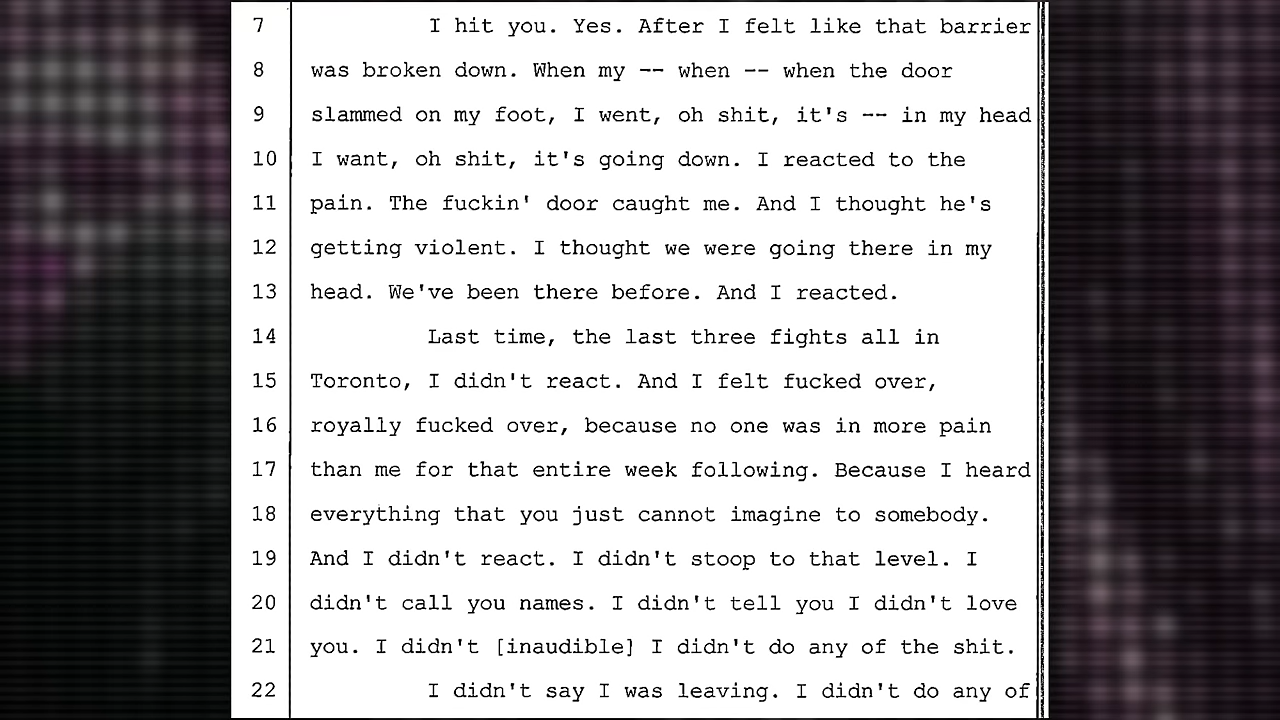 7 I hit you. Yes. After I felt like that barrier
8 was broken down. When my -- when -- when the door
9 slammed on my foot, I went, oh shit, it's -- in my head
10 I want, oh shit, it's going down. I reacted to the
11 pain. The fuckin' door caught me. And I thought he's
12 getting violent. I thought we were going there in my
13 head. We've been there before. And I reacted.
14 Last time, the last three fights all in
15 Toronto, I didn't react. And I felt fucked over,
16 royally fucked over, because no one was in more pain
17 than me for that entire week following. Because I heard
18 everything that you just cannot imagine to somebody.
19 And I didn't react. I didn't stoop to that level. I
20 didn't call you names. I didn't tell you I didn't love
21 you. I didn't [inaudible] I didn't do any of the shit.
22 I didn't say I was leaving. I didn't do any of